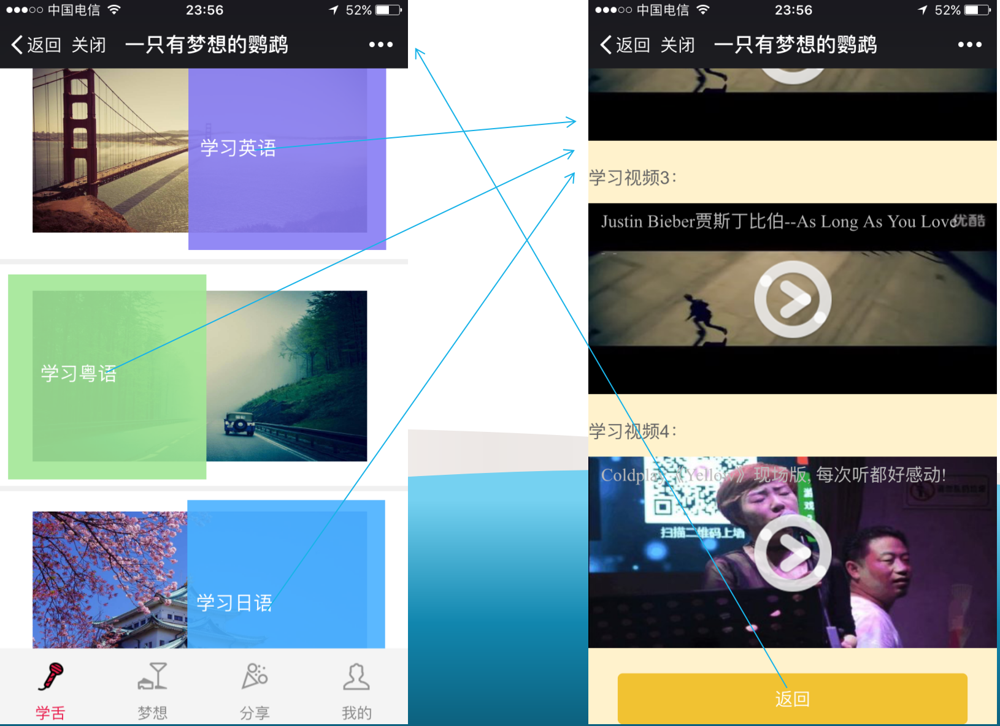 中国电信
23:56
52%
返回 关闭 一只有梦想的鹦鹉
学习英语
学习粤语
学习日语
学舌
梦想
分享
我的
中国电信
23:56
52%
返回 关闭 一只有梦想的鹦鹉
学习视频3：
Justin Bieber贾斯丁比伯--As Long As You Love
优酷
学习视频4：
Coldplay《Yellow》现场版, 每次听都好感动!
扫描二维码上墙
游戏
返回